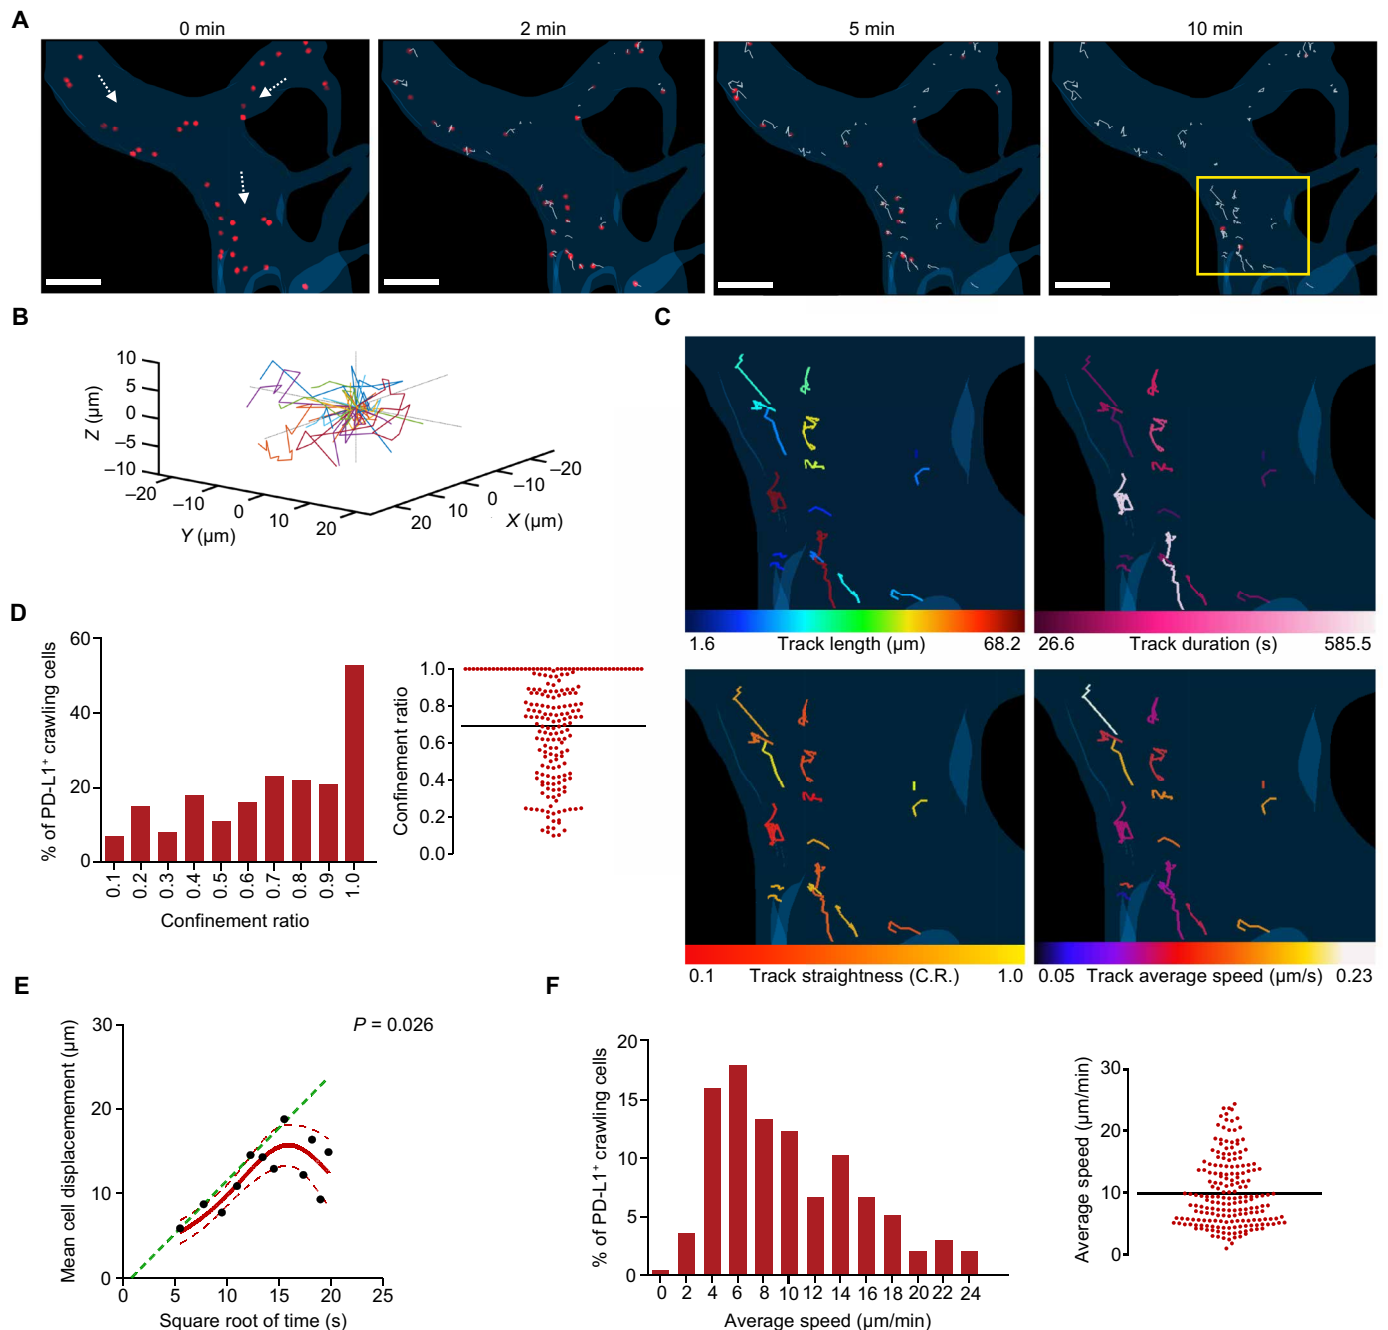 A
0 min
2 min
5 min
10 min
B
10
5
0
–5
–10
Z (µm)
–20
–10
0
10
20
Y (µm)
20
10
0
–10
–20
X (µm)
C
1.6
Track length (µm)
68.2
26.6
Track duration (s)
585.5
0.1
Track straightness (C.R.)
1.0
0.05
Track average speed (µm/s)
0.23
D
% of PD-L1⁺ crawling cells
60
40
20
0
0.1
0.2
0.3
0.4
0.5
0.6
0.7
0.8
0.9
1.0
Confinement ratio
Confinement ratio
1.0
0.8
0.6
0.4
0.2
0.0
E
P = 0.026
Mean cell displacmement (µm)
30
20
10
0
0
5
10
15
20
25
Square root of time (s)
F
% of PD-L1⁺ crawling cells
20
15
10
5
0
0
2
4
6
8
10
12
14
16
18
20
22
24
Average speed (µm/min)
Average speed (µm/min)
30
20
10
0